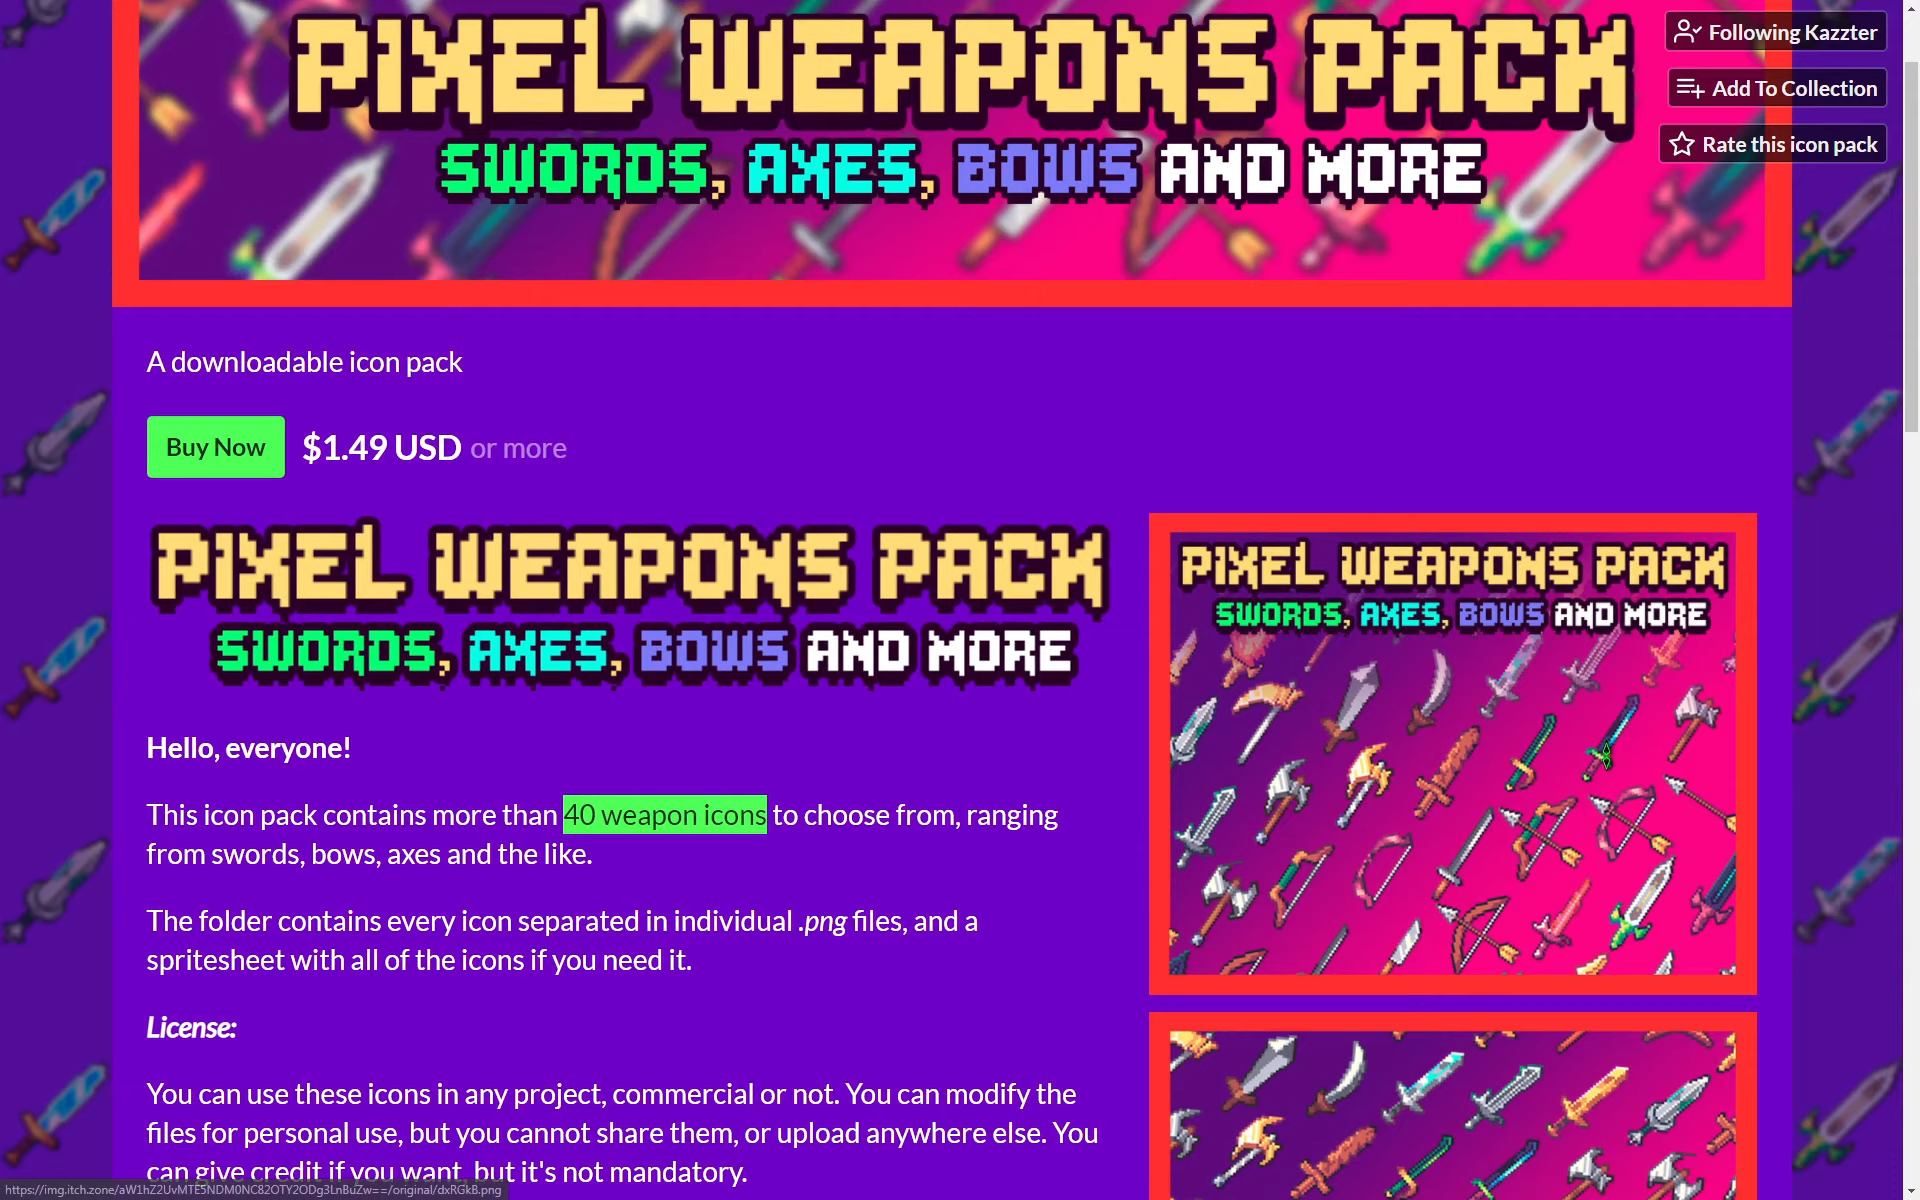 PIXEL WEAPONS PACK
SWORDS, AXES, BOWS AND MORE
Following Kazzter
Add To Collection
Rate this icon pack
A downloadable icon pack
Buy Now $1.49 USD or more
PIXEL WEAPONS PACK
SWORDS, AXES, BOWS AND MORE
Hello, everyone!
This icon pack contains more than 40 weapon icons to choose from, ranging
from swords, bows, axes and the like.
The folder contains every icon separated in individual .png files, and a
spritesheet with all of the icons if you need it.
License:
You can use these icons in any project, commercial or not. You can modify the
files for personal use, but you cannot share them, or upload anywhere else. You
can give credit if you want, but it's not mandatory.
PIXEL WEAPONS PACK
SWORDS, AXES, BOWS AND MORE
https://img.itch.zone/aW1hZ2UvMTE5NDM0NC82OTY2ODg3LnBuZw==/original/dxRGkB.png